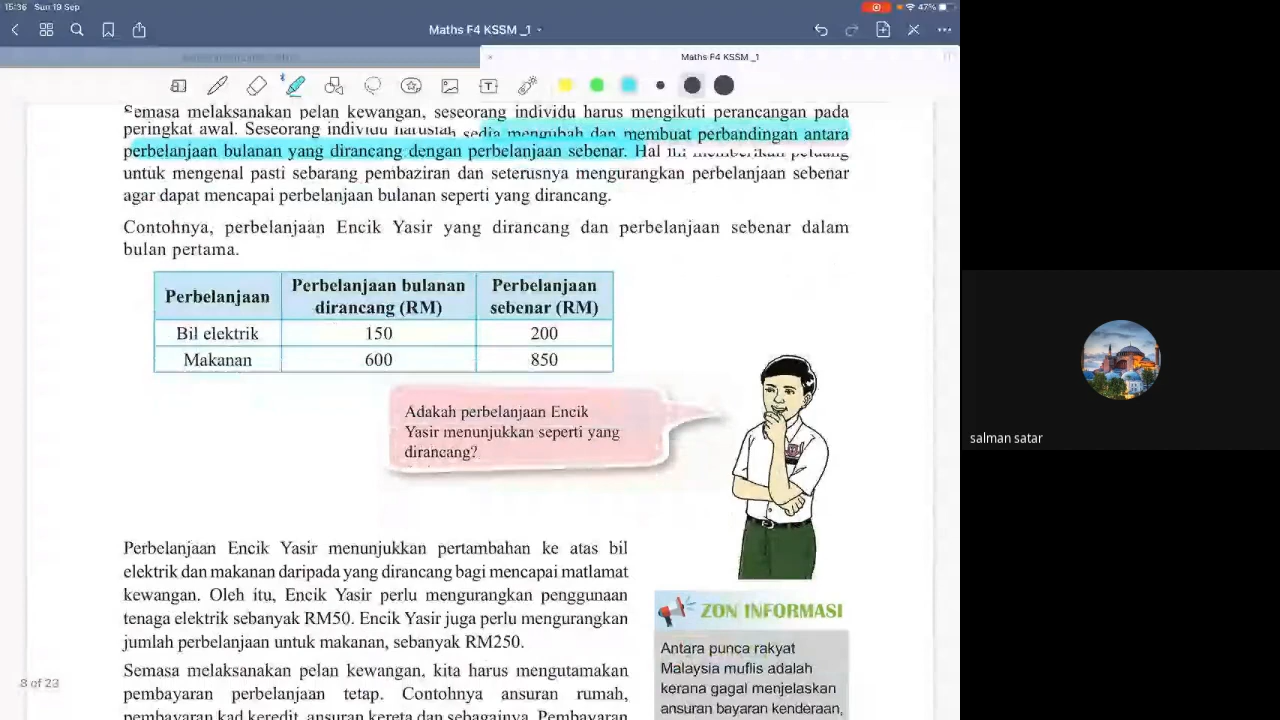 15:36 Sun 19 Sep
47%
Maths F4 KSSM _1
Maths F4 KSSM _1
Semasa melaksanakan pelan kewangan, seseorang individu harus mengikuti perancangan pada
peringkat awal. Seseorang individu haruslah sedia mengubah dan membuat perbandingan antara
perbelanjaan bulanan yang dirancang dengan perbelanjaan sebenar. Hal ini memberikan peluang
untuk mengenal pasti sebarang pembaziran dan seterusnya mengurangkan perbelanjaan sebenar
agar dapat mencapai perbelanjaan bulanan seperti yang dirancang.
Contohnya, perbelanjaan Encik Yasir yang dirancang dan perbelanjaan sebenar dalam
bulan pertama.
Perbelanjaan
Perbelanjaan bulanan
dirancang (RM)
Perbelanjaan
sebenar (RM)
Bil elektrik 150 200
Makanan 600 850
Adakah perbelanjaan Encik
Yasir menunjukkan seperti yang
dirancang?
salman satar
Perbelanjaan Encik Yasir menunjukkan pertambahan ke atas bil
elektrik dan makanan daripada yang dirancang bagi mencapai matlamat
kewangan. Oleh itu, Encik Yasir perlu mengurangkan penggunaan
tenaga elektrik sebanyak RM50. Encik Yasir juga perlu mengurangkan
jumlah perbelanjaan untuk makanan, sebanyak RM250.
Semasa melaksanakan pelan kewangan, kita harus mengutamakan
pembayaran perbelanjaan tetap. Contohnya ansuran rumah,
pembayaran kad keredit, ansuran kereta dan sebagainya. Pembayaran
ZON INFORMASI
Antara punca rakyat
Malaysia muflis adalah
kerana gagal menjelaskan
ansuran bayaran kenderaan,
8 of 23